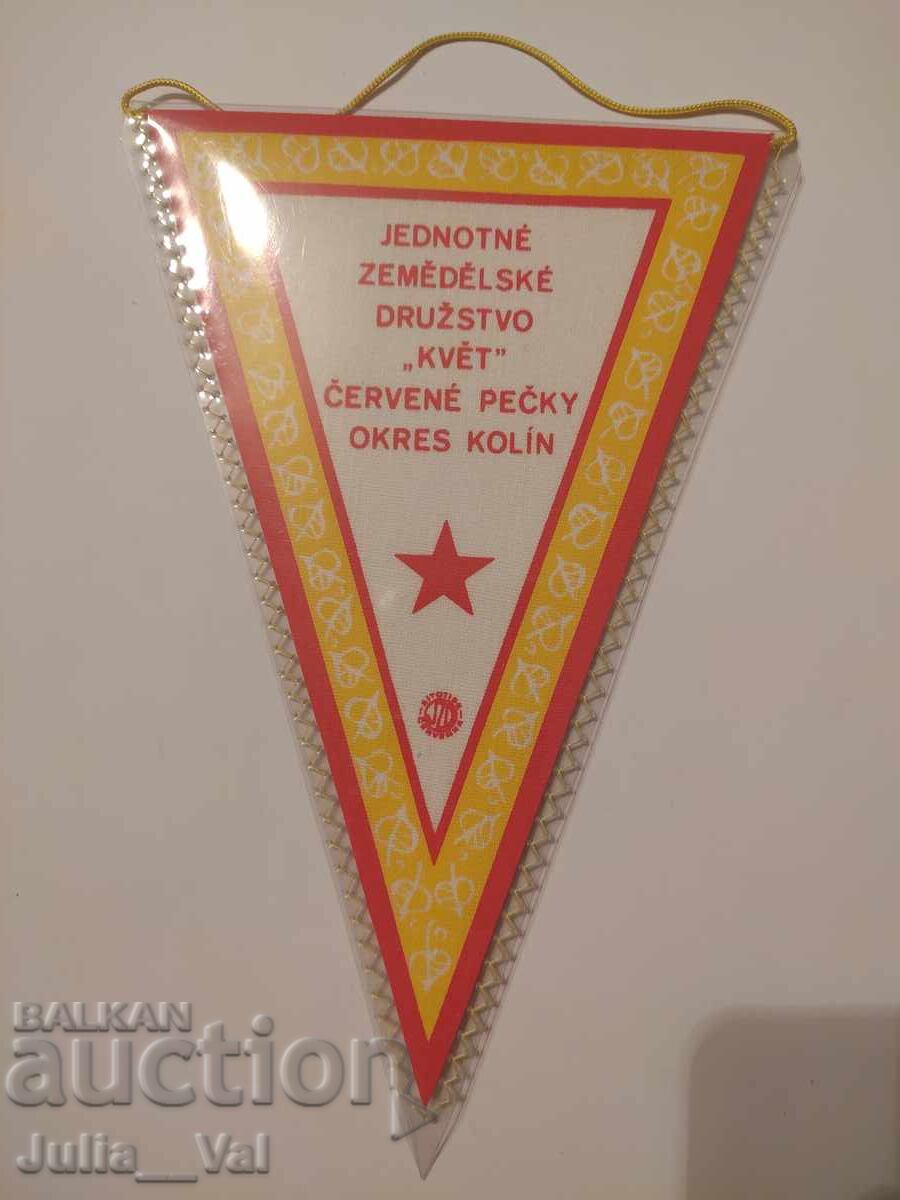 JEDNOTNÉ
ZEMĚDĚLSKÉ
DRUŽSTVO
„KVĚT”
ČERVENÉ PEČKY
OKRES KOLÍN
BALKAN
auction
Julia__Val